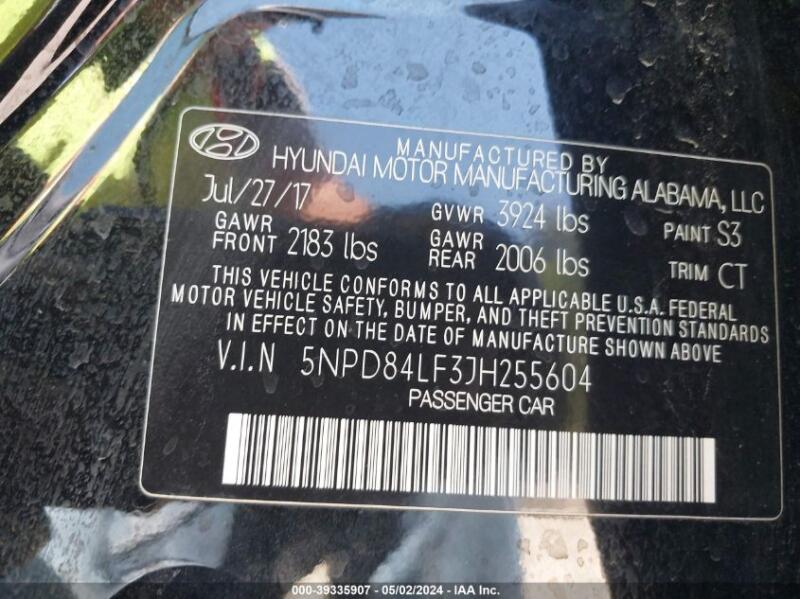 MANUFACTURED BY
HYUNDAI MOTOR MANUFACTURING ALABAMA, LLC
Jul/27/17 GVWR 3924 lbs PAINT S3
GAWR FRONT 2183 lbs GAWR REAR 2006 lbs TRIM CT
THIS VEHICLE CONFORMS TO ALL APPLICABLE U.S.A. FEDERAL
MOTOR VEHICLE SAFETY, BUMPER, AND THEFT PREVENTION STANDARDS
IN EFFECT ON THE DATE OF MANUFACTURE SHOWN ABOVE
V.I.N 5NPD84LF3JH255604
PASSENGER CAR
000-39335907 - 05/02/2024 - IAA Inc.